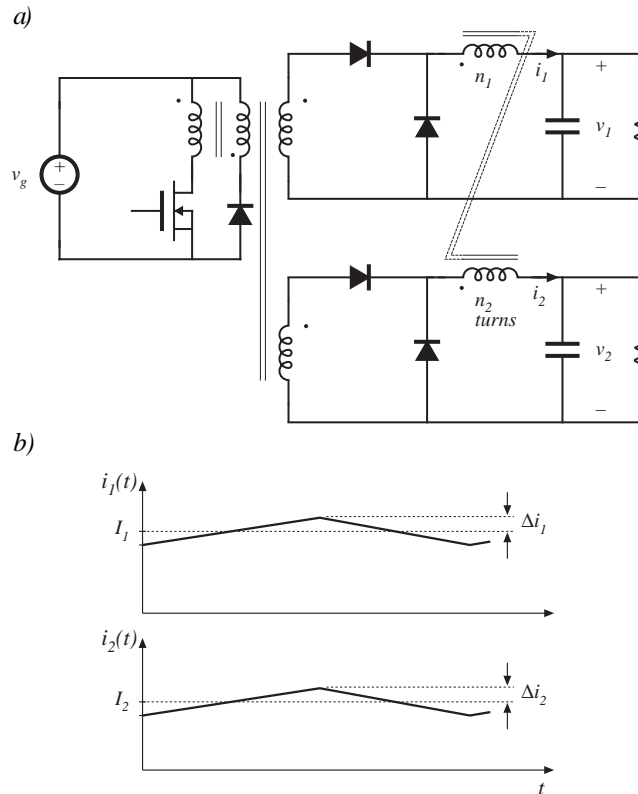 a)
n1
i1
+
v1
−
vg
+
−
n2
turns
i2
+
v2
−
b)
i1(t)
I1
Δi1
i2(t)
I2
Δi2
t